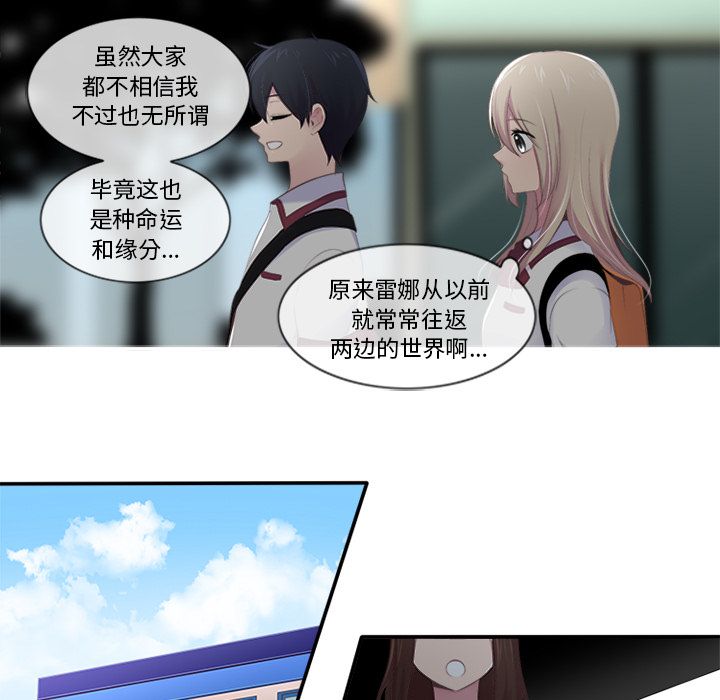 虽然大家
都不相信我
不过也无所谓
毕竟这也
是种命运
和缘分...
原来雷娜从以前
就常常往返
两边的世界啊...